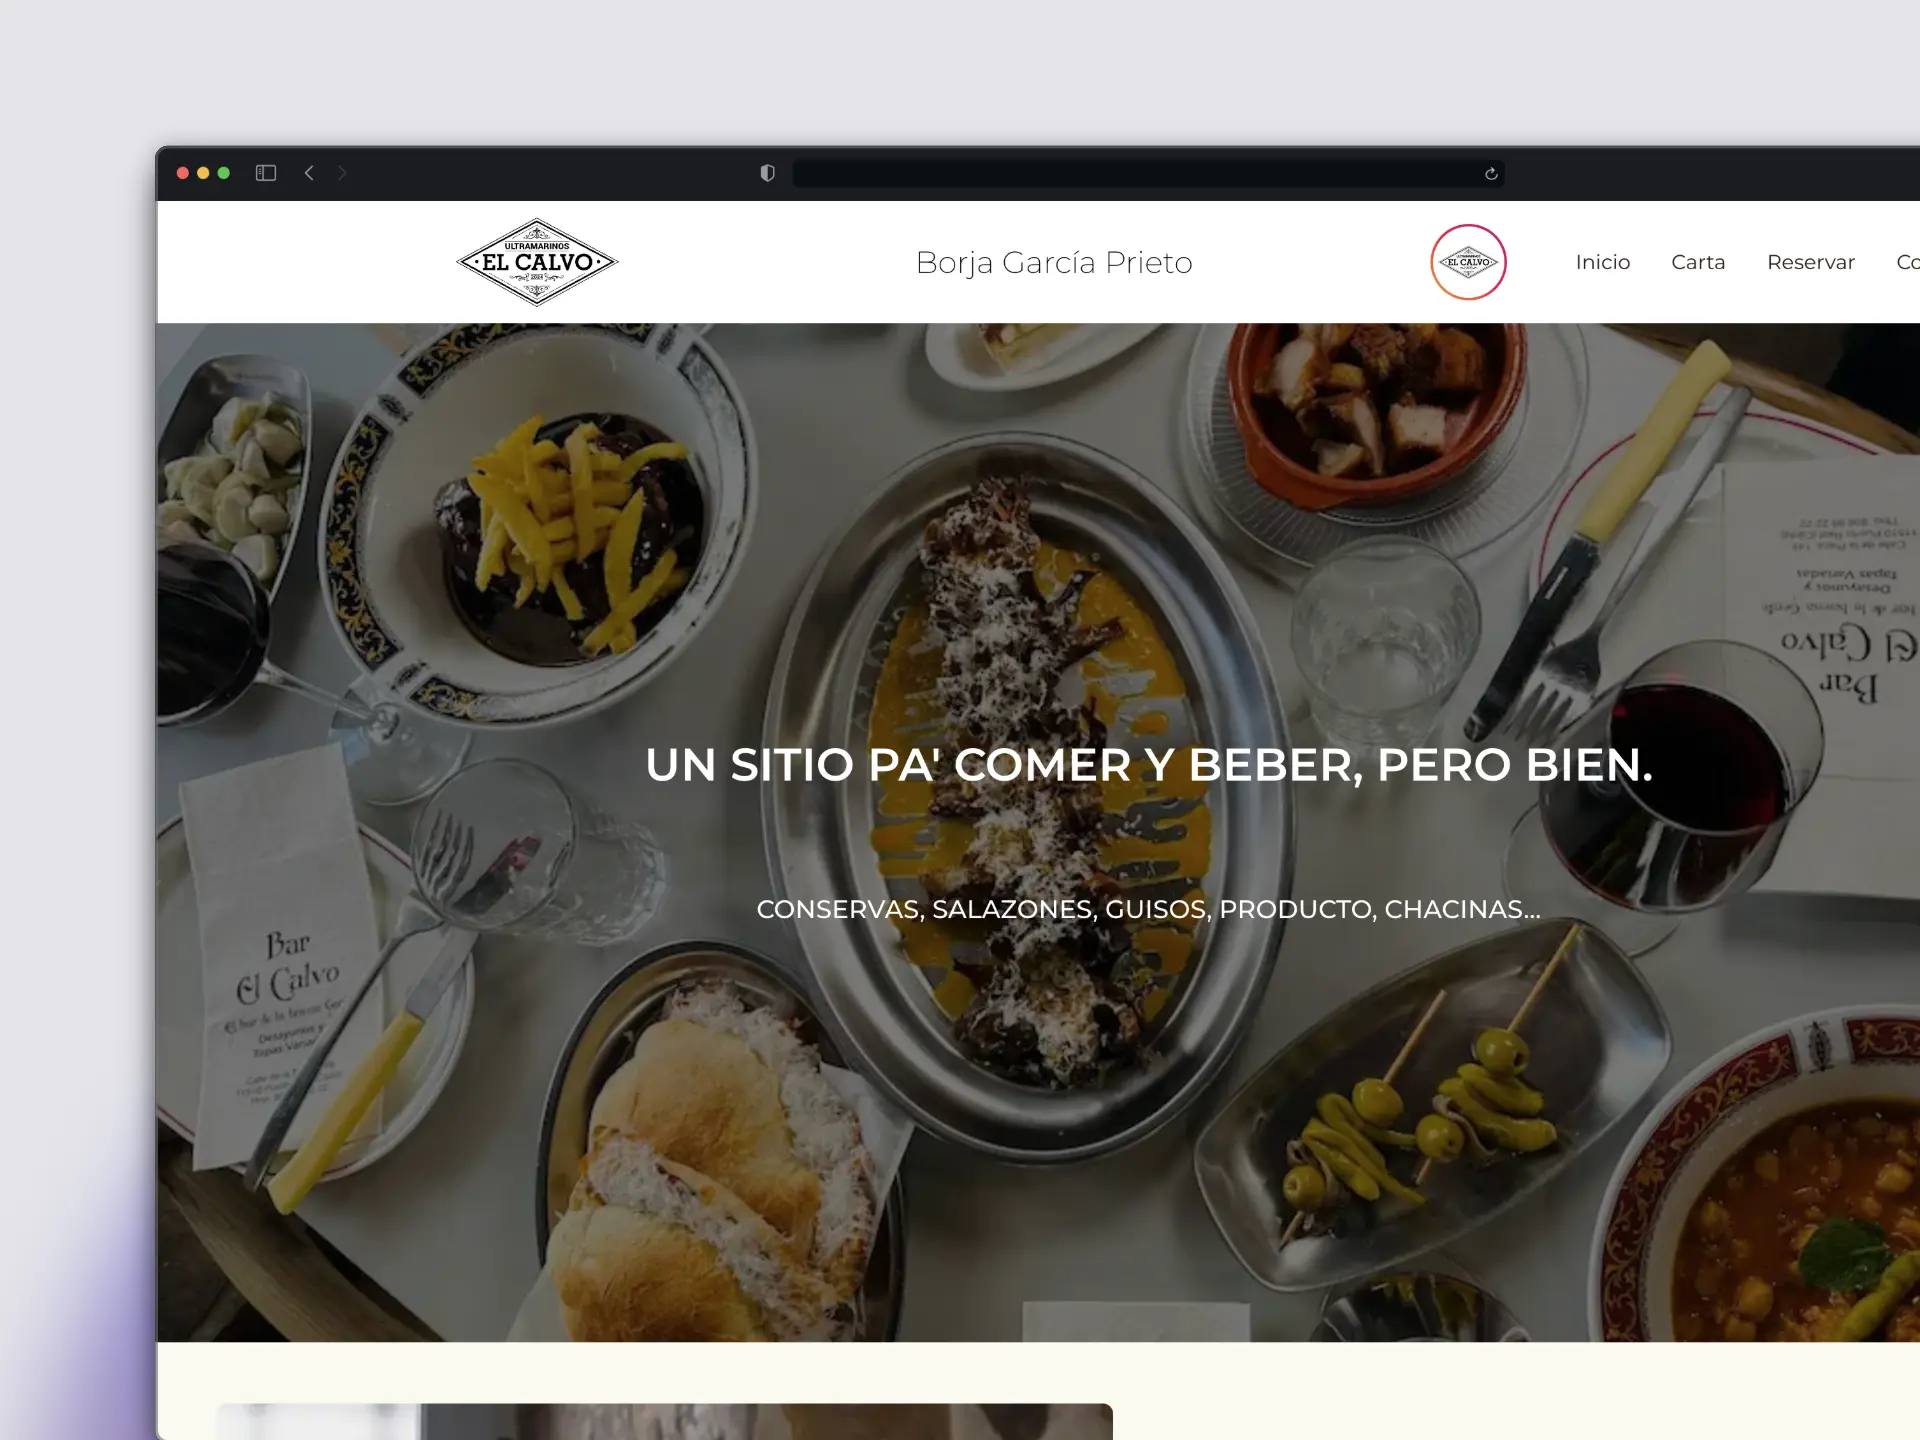 ULTRAMARINOS
EL CALVO
Borja García Prieto
EL CALVO
Inicio
Carta
Reservar
Co
UN SITIO PA' COMER Y BEBER, PERO BIEN.
CONSERVAS, SALAZONES, GUISOS, PRODUCTO, CHACINAS...
Bar
El Calvo
Desayunos y
Tapas Variadas
Bar
El Calvo
El bar de la buena
Desayunos y